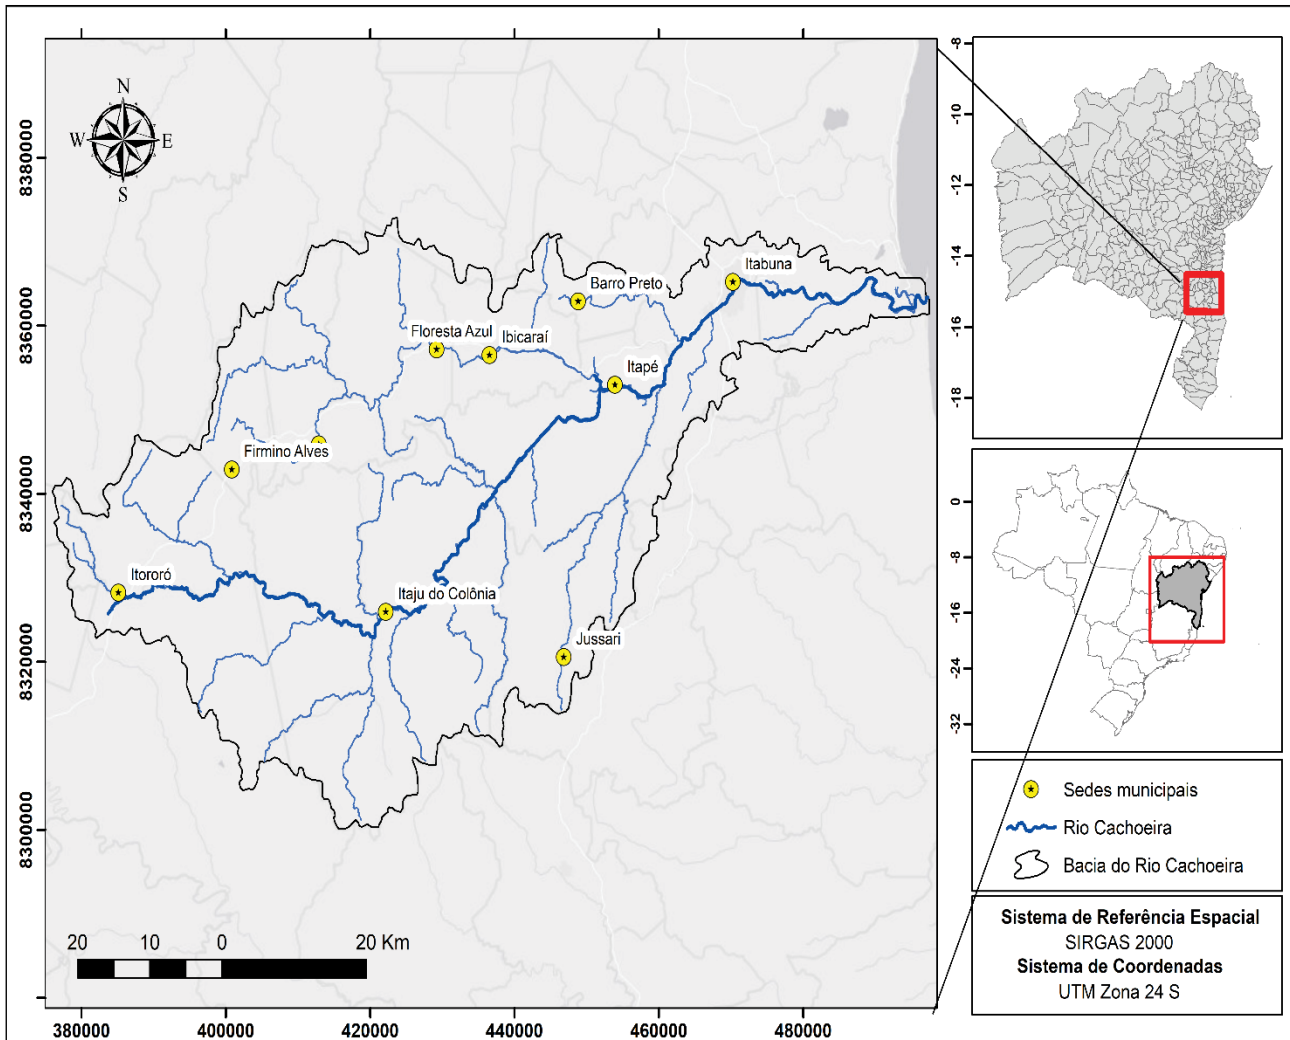 N
W E
S
8380000
8360000
8340000
8320000
8300000
Itabuna
Barro Preto
Floresta Azul
Ibicaraí
Itapé
Firmino Alves
Itororó
Itaju do Colônia
Jussari
20 10 0 20 Km
380000 400000 420000 440000 460000 480000
-8
-10
-12
-14
-16
-18
0
-8
-16
-24
-32
Sedes municipais
Rio Cachoeira
Bacia do Rio Cachoeira
Sistema de Referência Espacial
SIRGAS 2000
Sistema de Coordenadas
UTM Zona 24 S